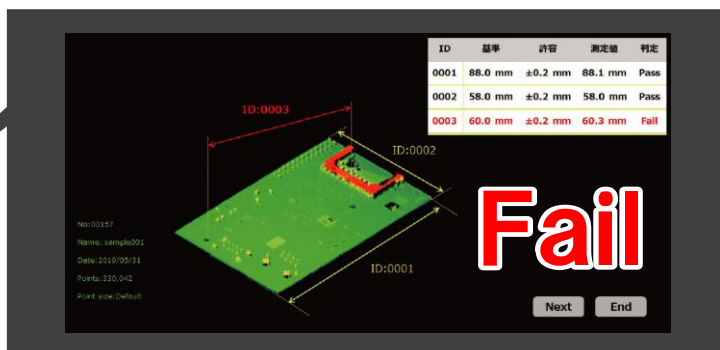 ID 基準 許容 測定値 判定
0001 88.0 mm ±0.2 mm 88.1 mm Pass
0002 58.0 mm ±0.2 mm 58.0 mm Pass
0003 60.0 mm ±0.2 mm 60.3 mm Fail
ID:0003
ID:0002
ID:0001
No:00157
Name: sample001
Date:2010/05/31
Points:330,042
Point size:Default
Fail
Next End